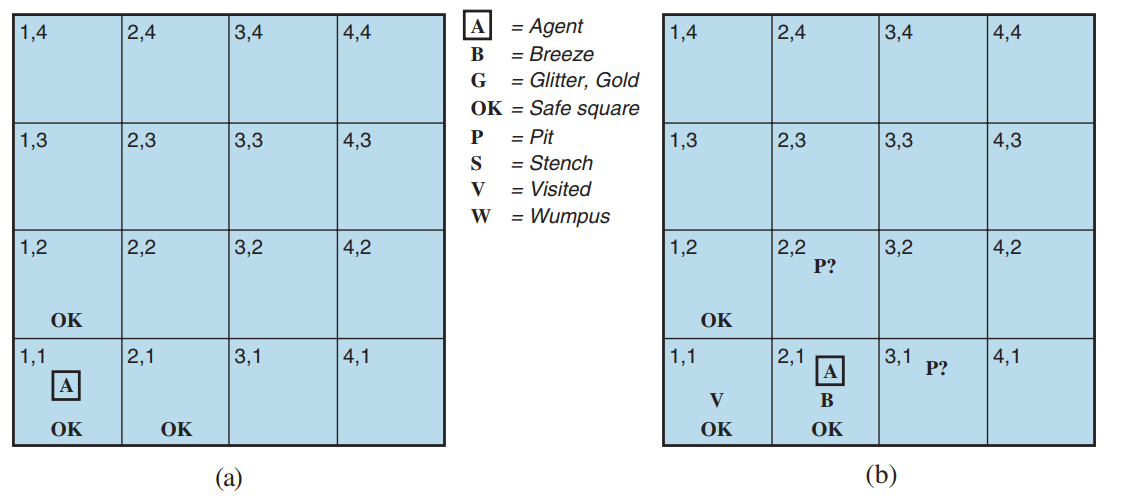 1,4 2,4 3,4 4,4
1,3 2,3 3,3 4,3
1,2 2,2 3,2 4,2
OK
1,1 2,1 3,1 4,1
A
OK OK
(a)
A = Agent
B = Breeze
G = Glitter, Gold
OK = Safe square
P = Pit
S = Stench
V = Visited
W = Wumpus
1,4 2,4 3,4 4,4
1,3 2,3 3,3 4,3
1,2 2,2 3,2 4,2
P?
OK
1,1 2,1 3,1 4,1
A P?
V B
OK OK
(b)